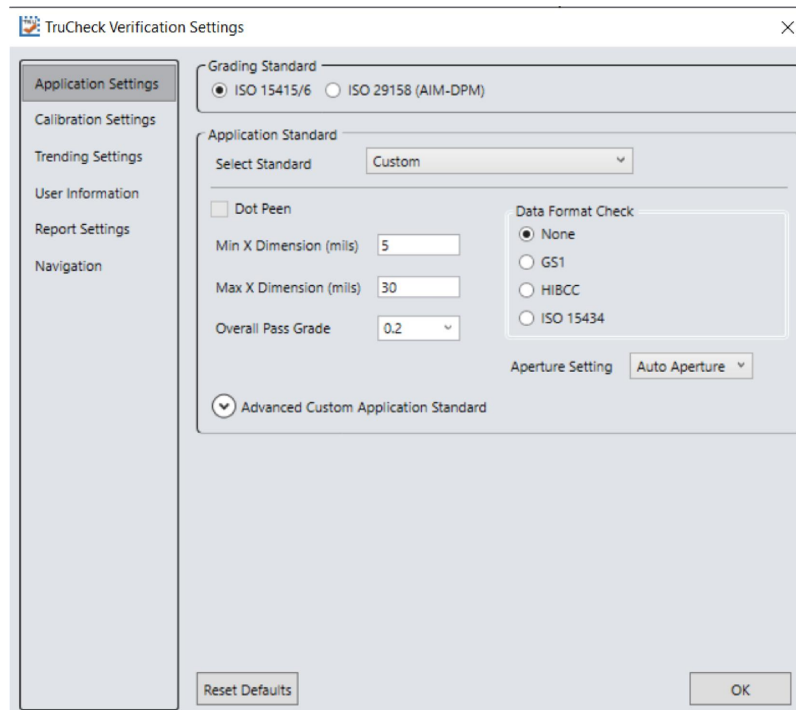 TruCheck Verification Settings
Application Settings
Calibration Settings
Trending Settings
User Information
Report Settings
Navigation
Grading Standard
ISO 15415/6
ISO 29158 (AIM-DPM)
Application Standard
Select Standard
Custom
Dot Peen
Min X Dimension (mils)
5
Max X Dimension (mils)
30
Overall Pass Grade
0.2
Data Format Check
None
GS1
HIBCC
ISO 15434
Aperture Setting
Auto Aperture
Advanced Custom Application Standard
Reset Defaults
OK